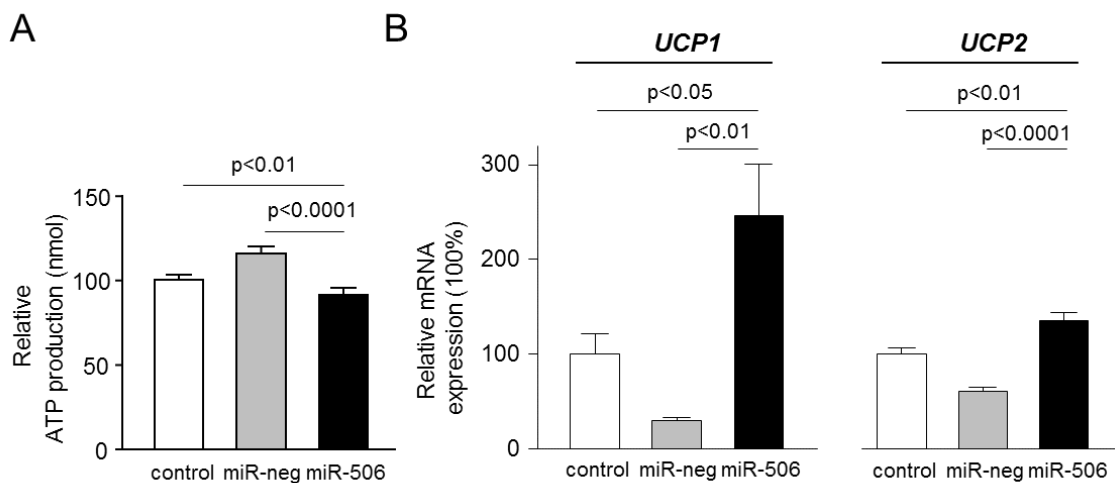 A
Relative
ATP production (nmol)
150
100
50
0
p<0.01
p<0.0001
control miR-neg miR-506
B
UCP1
p<0.05
p<0.01
Relative mRNA
expression (100%)
300
200
100
0
control miR-neg miR-506
UCP2
p<0.01
p<0.0001
control miR-neg miR-506